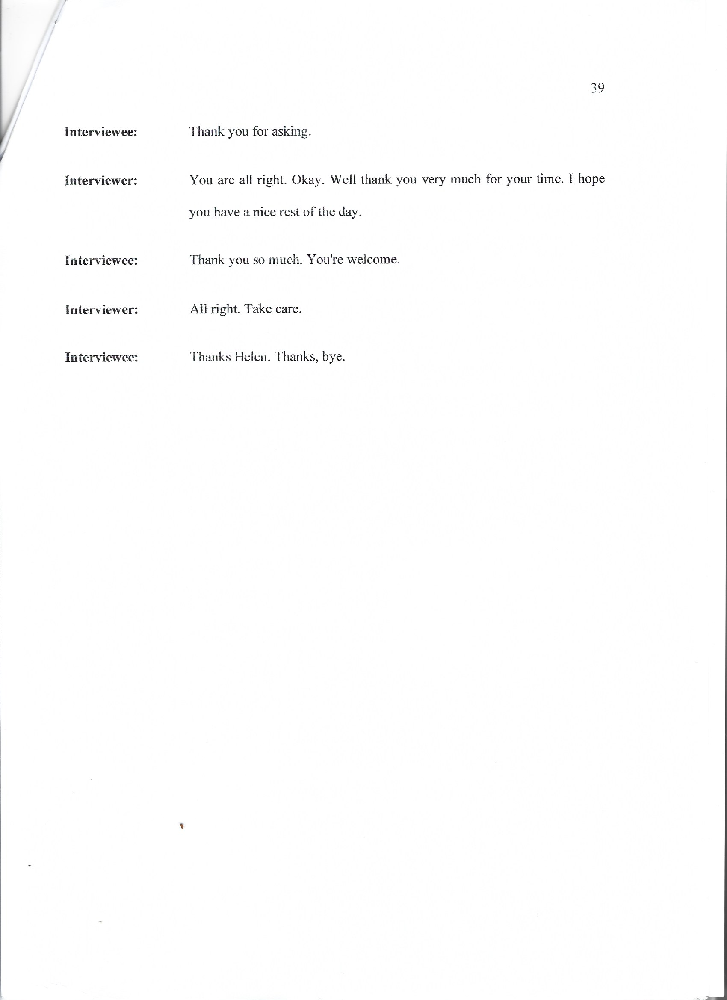 39
Interviewee: Thank you for asking.
Interviewer: You are all right. Okay. Well thank you very much for your time. I hope
you have a nice rest of the day.
Interviewee: Thank you so much. You're welcome.
Interviewer: All right. Take care.
Interviewee: Thanks Helen. Thanks, bye.